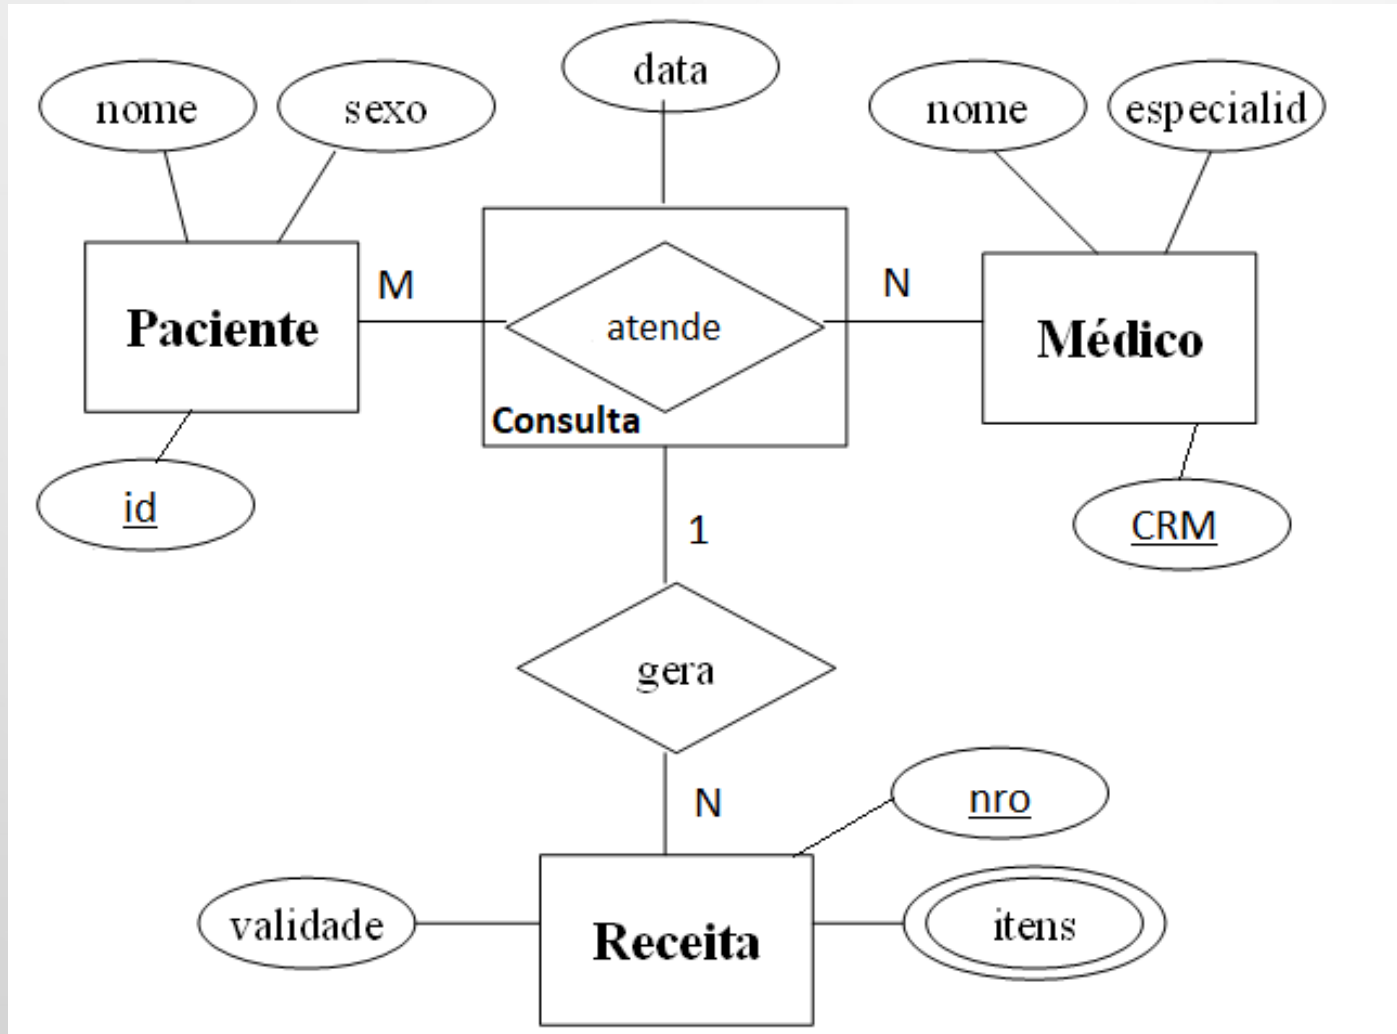 data
nome
sexo
nome
especialid
M
N
Paciente
atende
Médico
Consulta
id
1
CRM
gera
N
nro
validade
Receita
itens